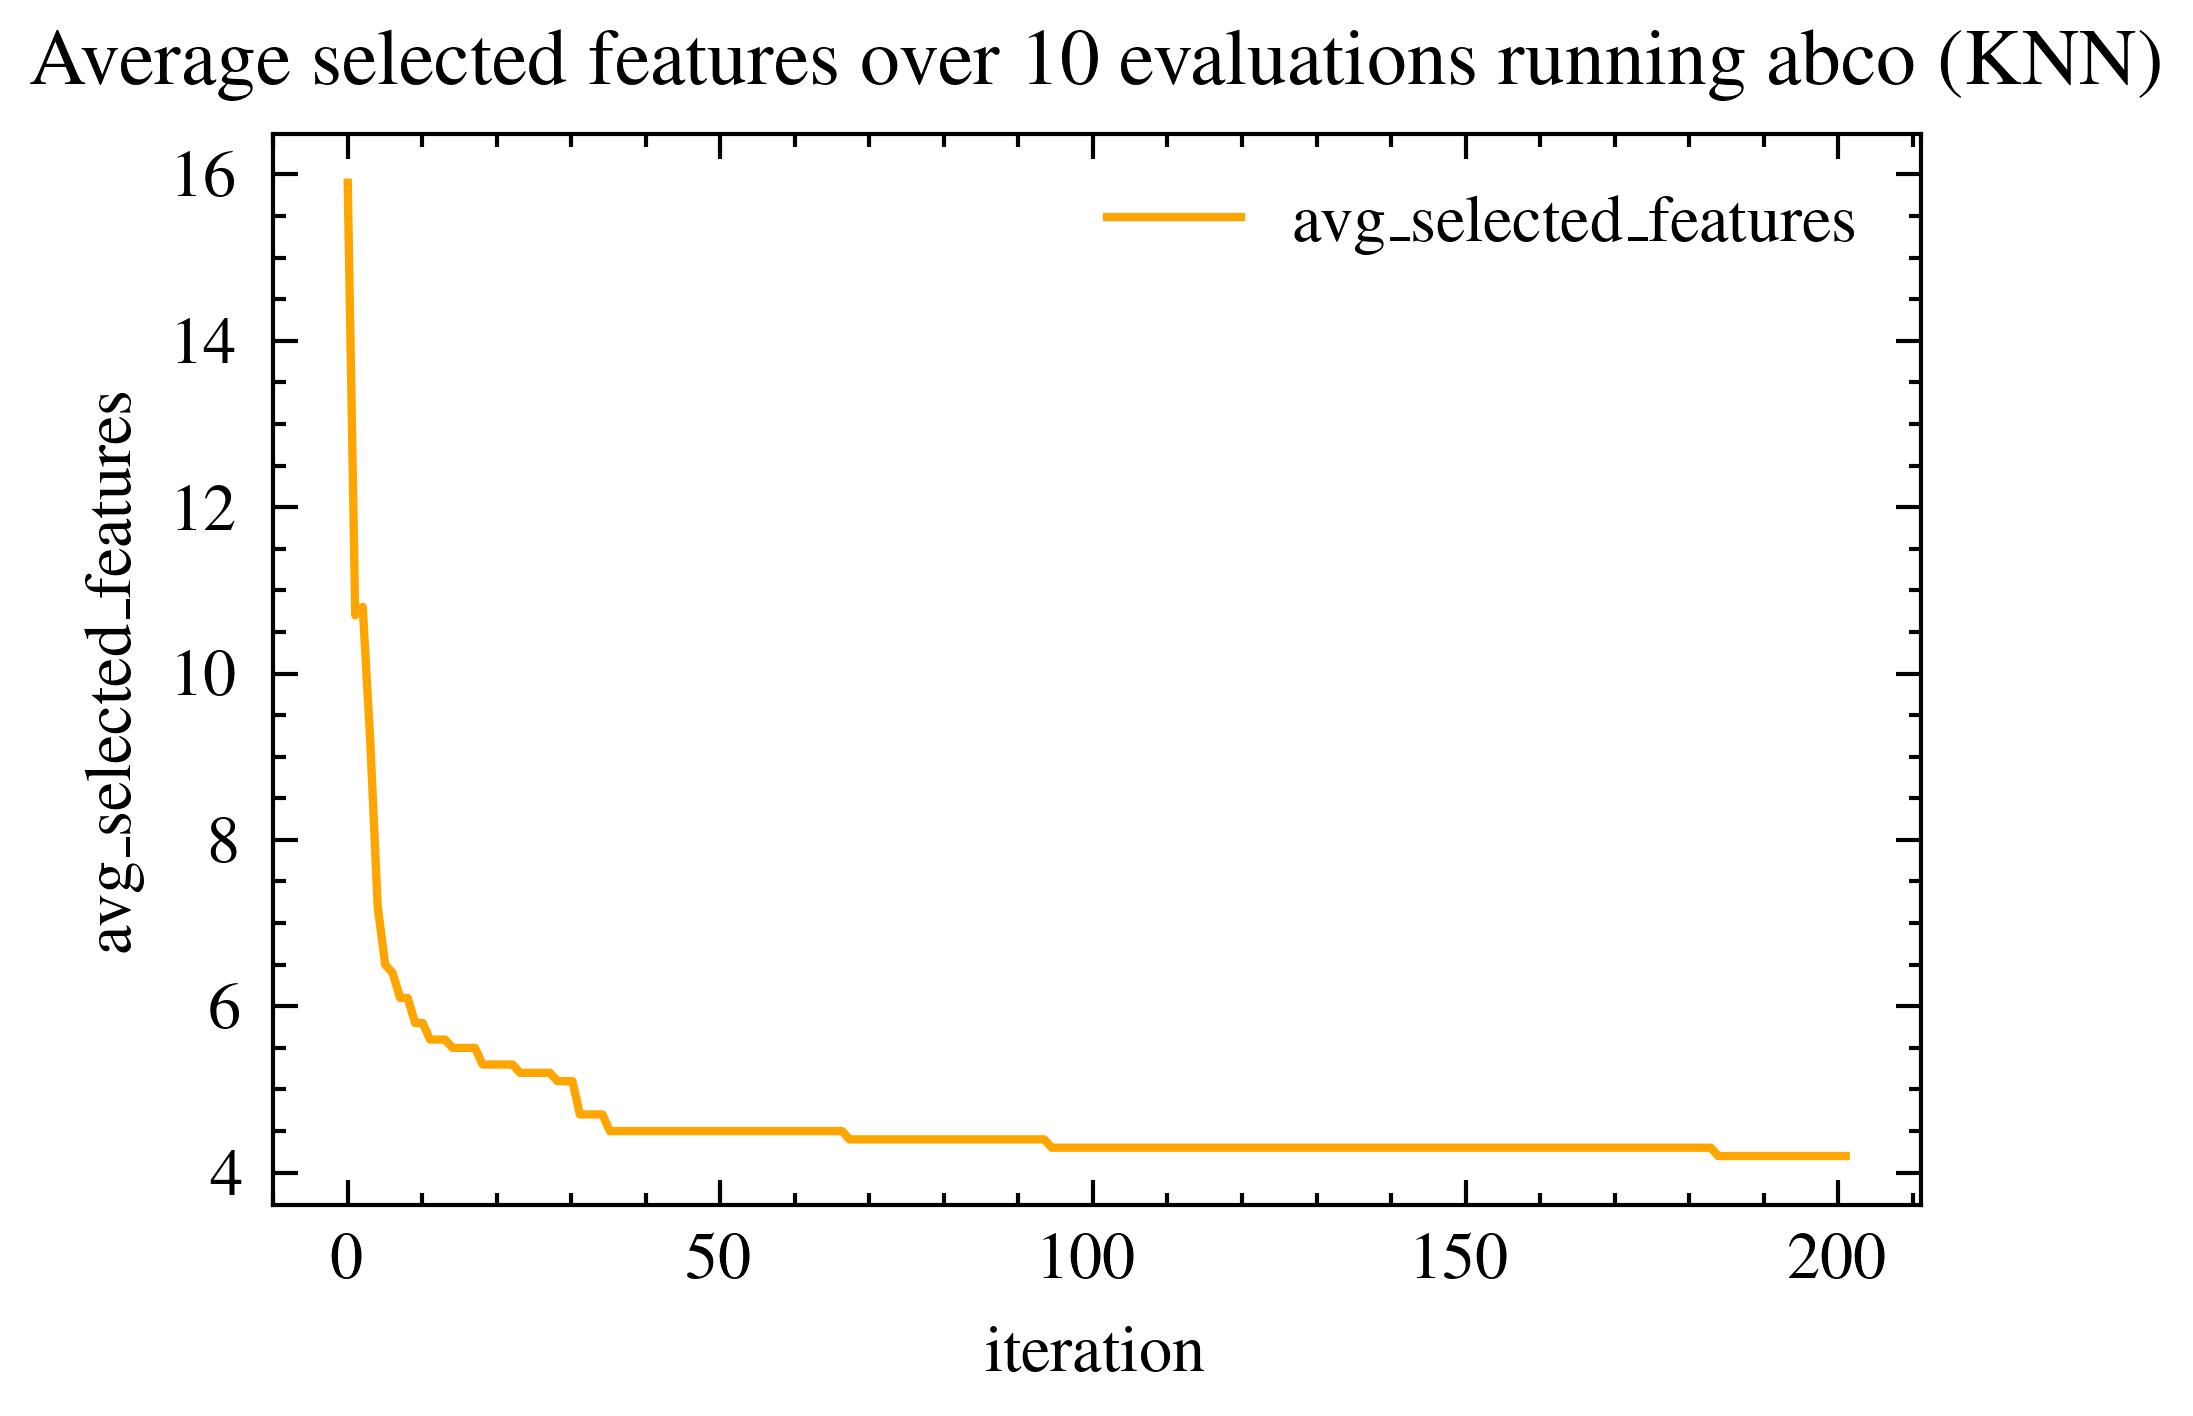 Average selected features over 10 evaluations running abco (KNN)
avg_selected_features
avg_selected_features
16
14
12
10
8
6
4
0 50 100 150 200
iteration